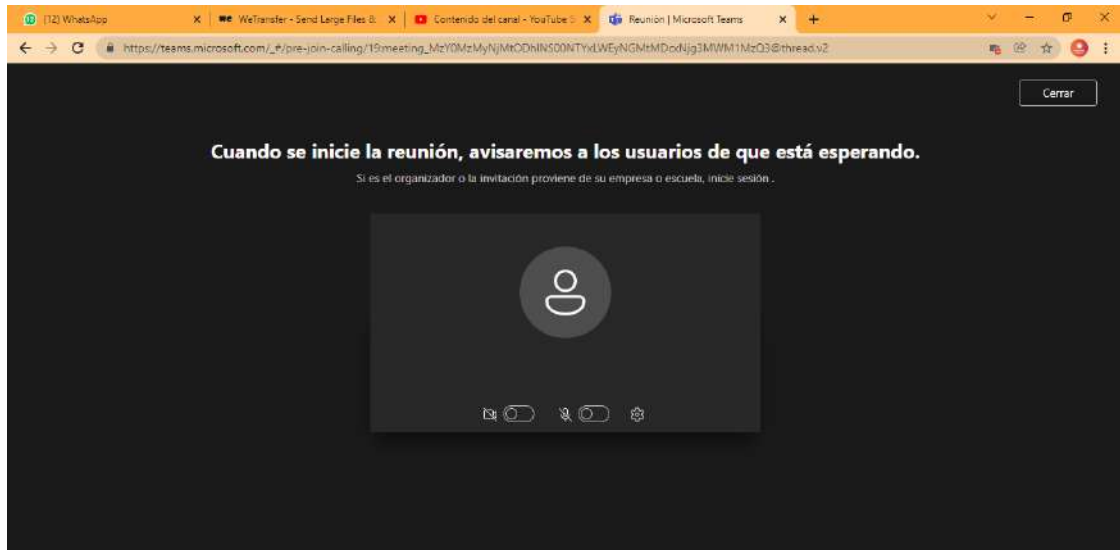 (12) WhatsApp
WeTransfer - Send Large Files &
Contenido del canal - YouTube S
Reunión | Microsoft Teams
Cerrar
Cuando se inicie la reunión, avisaremos a los usuarios de que está esperando.
Si es el organizador o la invitación proviene de su empresa o escuela, inicie sesión .